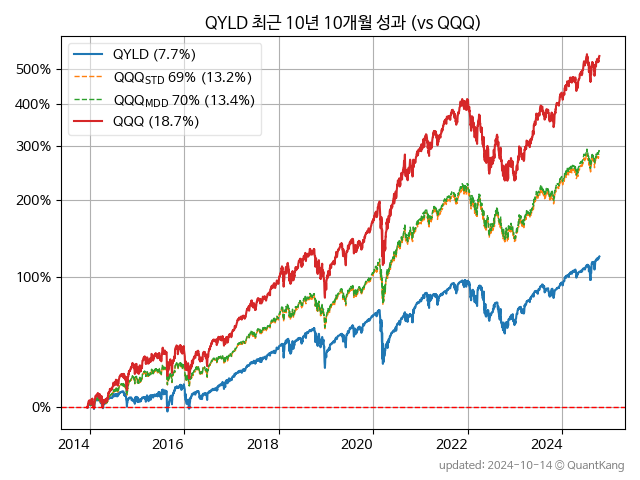 QYLD 최근 10년 10개월 성과 (vs QQQ)
QYLD (7.7%)
QQQSTD 69% (13.2%)
QQQMDD 70% (13.4%)
QQQ (18.7%)
500%
400%
300%
200%
100%
0%
2014 2016 2018 2020 2022 2024
updated: 2024-10-14 © QuantKang